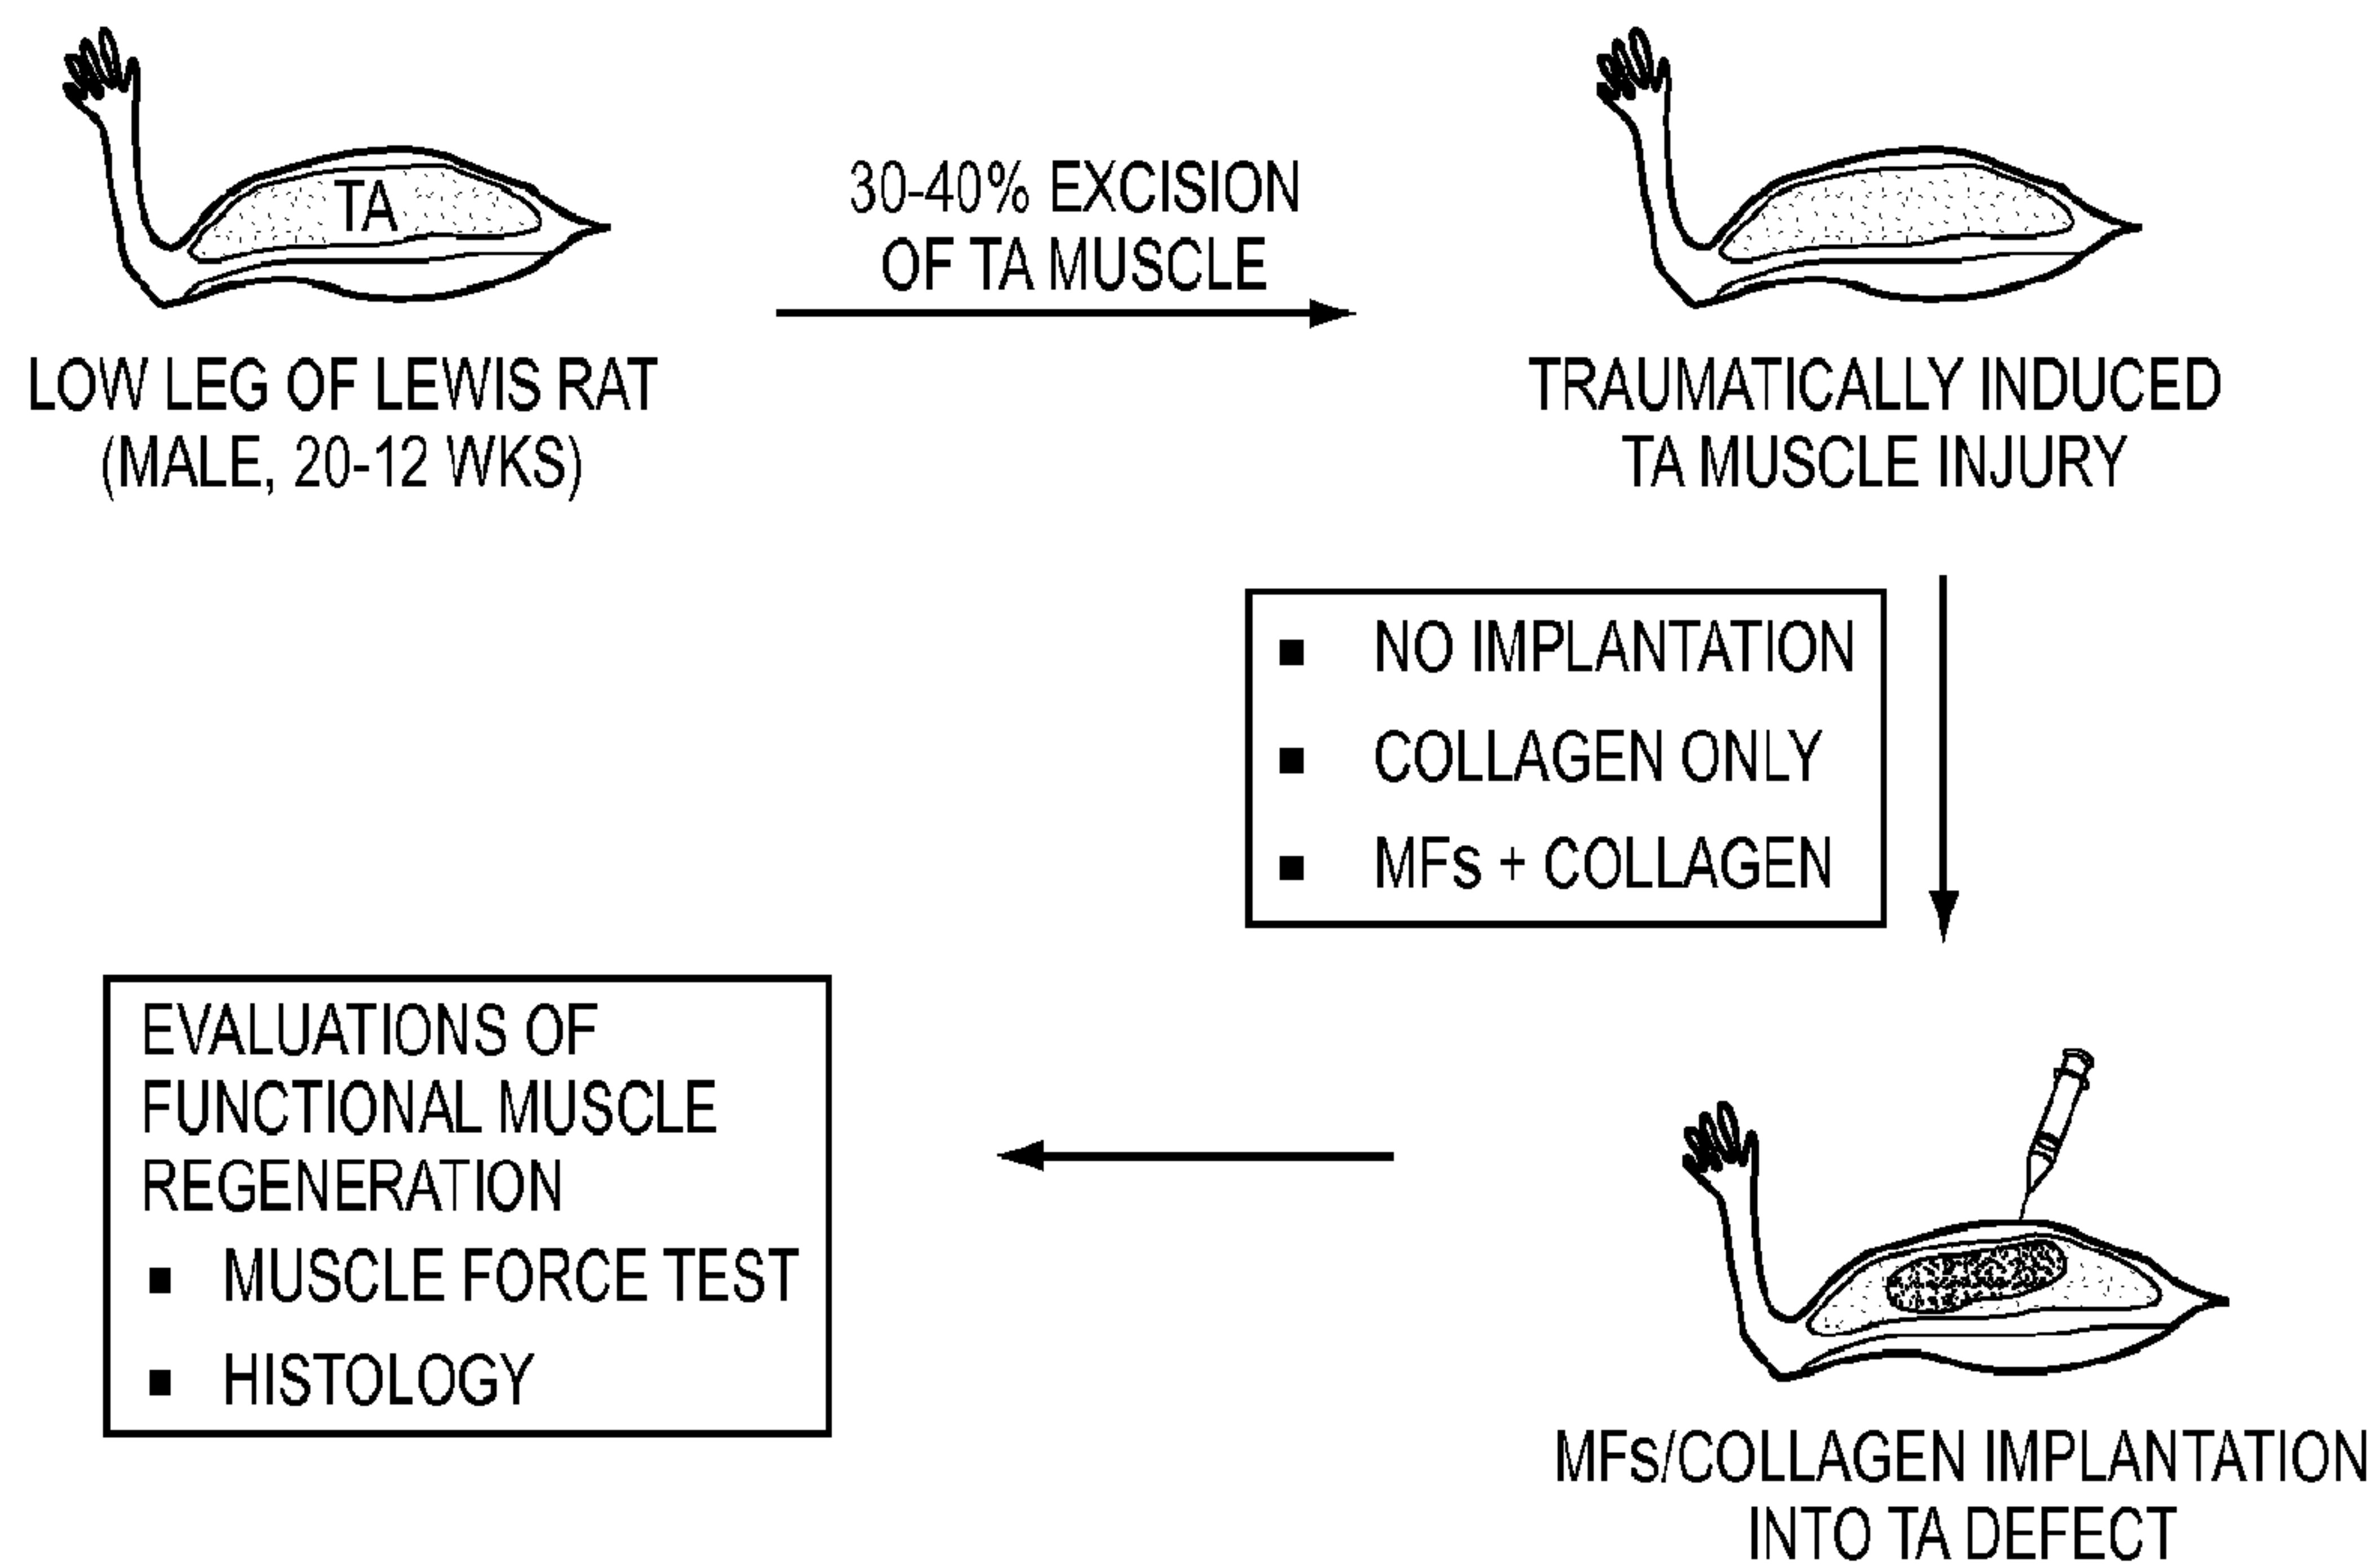 TA
30-40% EXCISION
OF TA MUSCLE
LOW LEG OF LEWIS RAT
(MALE, 20-12 WKS)
TRAUMATICALLY INDUCED
TA MUSCLE INJURY
▪ NO IMPLANTATION
▪ COLLAGEN ONLY
▪ MFs + COLLAGEN
MFs/COLLAGEN IMPLANTATION
INTO TA DEFECT
EVALUATIONS OF
FUNCTIONAL MUSCLE
REGENERATION
▪ MUSCLE FORCE TEST
▪ HISTOLOGY